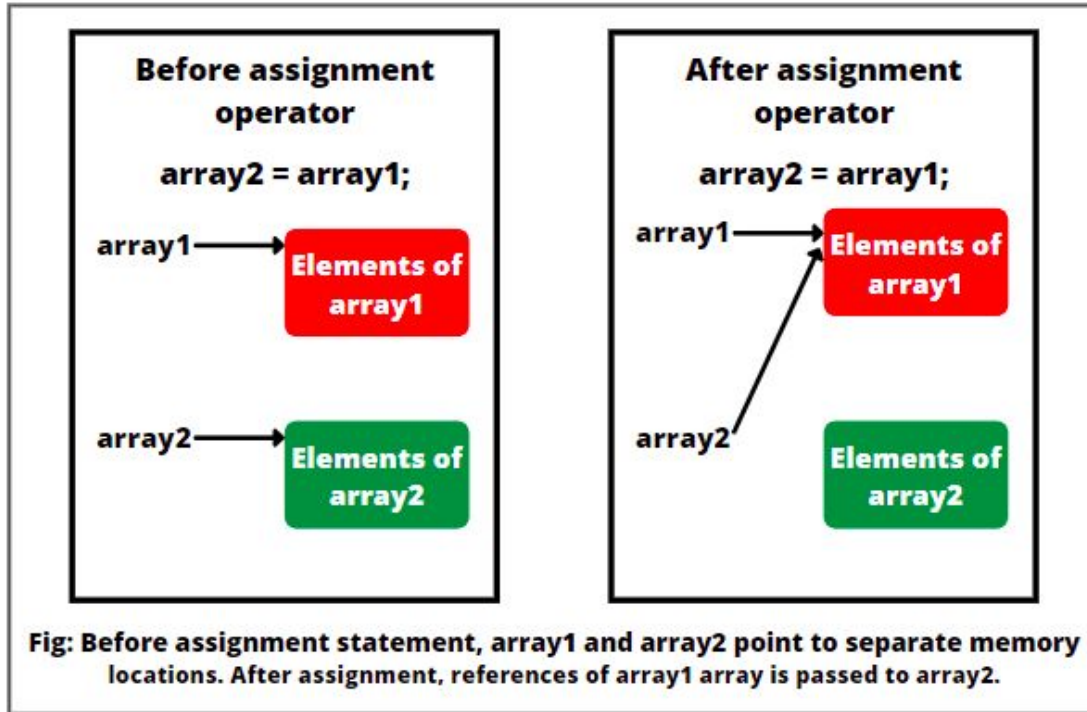 Before assignment
operator
array2 = array1;
array1
Elements of
array1
array2
Elements of
array2
After assignment
operator
array2 = array1;
array1
Elements of
array1
array2
Elements of
array2
Fig: Before assignment statement, array1 and array2 point to separate memory
locations. After assignment, references of array1 array is passed to array2.